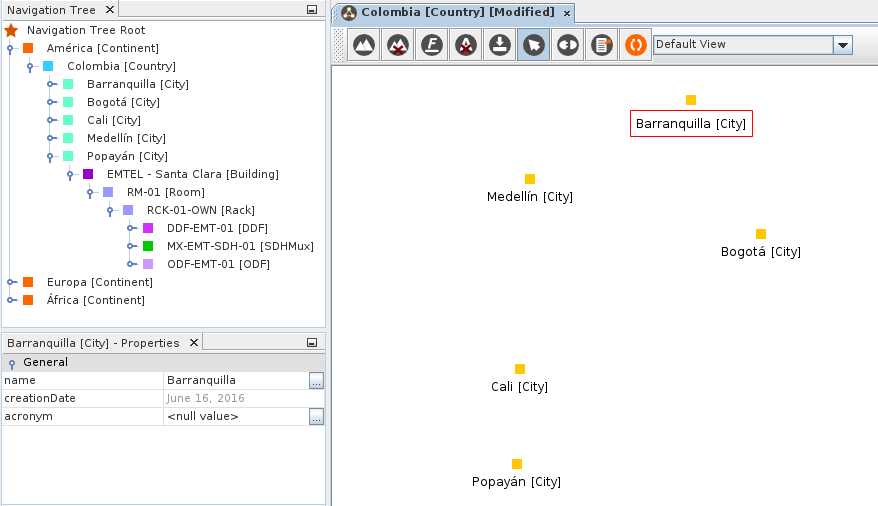 Navigation Tree
Navigation Tree Root
América [Continent]
Colombia [Country]
Barranquilla [City]
Bogotá [City]
Cali [City]
Medellín [City]
Popayán [City]
EMTEL - Santa Clara [Building]
RM-01 [Room]
RCK-01-OWN [Rack]
DDF-EMT-01 [DDF]
MX-EMT-SDH-01 [SDHMux]
ODF-EMT-01 [ODF]
Europa [Continent]
África [Continent]
Barranquilla [City] - Properties
General
name Barranquilla ...
creationDate June 16, 2016
acronym <null value> ...
Colombia [Country] [Modified]
F Default View
Barranquilla [City]
Medellín [City]
Bogotá [City]
Cali [City]
Popayán [City]